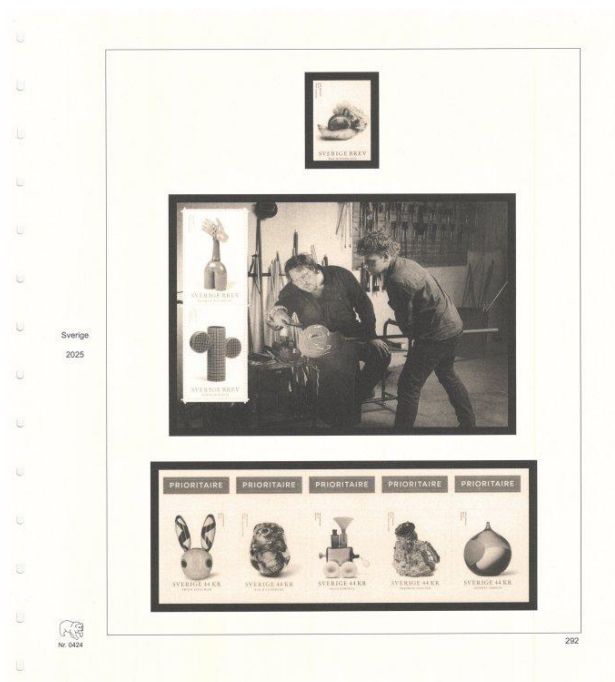 SVERIGE BREV
SVERIGE BREV
SVERIGE BREV
Sverige
2025
PRIORITAIRE PRIORITAIRE PRIORITAIRE PRIORITAIRE PRIORITAIRE
SVERIGE 44 KR SVERIGE 44 KR SVERIGE 44 KR SVERIGE 44 KR SVERIGE 44 KR
Nr. 0424
292